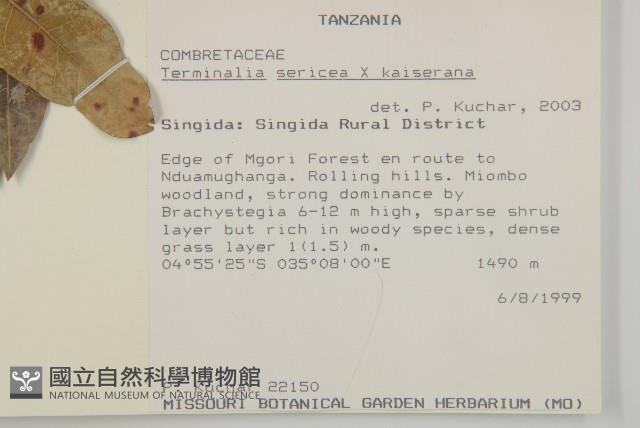 TANZANIA
COMBRETACEAE
Terminalia sericea X kaiserana
det. P. Kuchar, 2003
Singida: Singida Rural District
Edge of Mgori Forest en route to
Nduamughanga. Rolling hills. Miombo
woodland, strong dominance by
Brachystegia 6-12 m high, sparse shrub
layer but rich in woody species, dense
grass layer 1(1.5) m.
04°55'25"S 035°08'00"E 1490 m
6/8/1999
國立自然科學博物館
P. Kuchar 22150
NATIONAL MUSEUM OF NATURAL SCIENCE
MISSOURI BOTANICAL GARDEN HERBARIUM (MO)